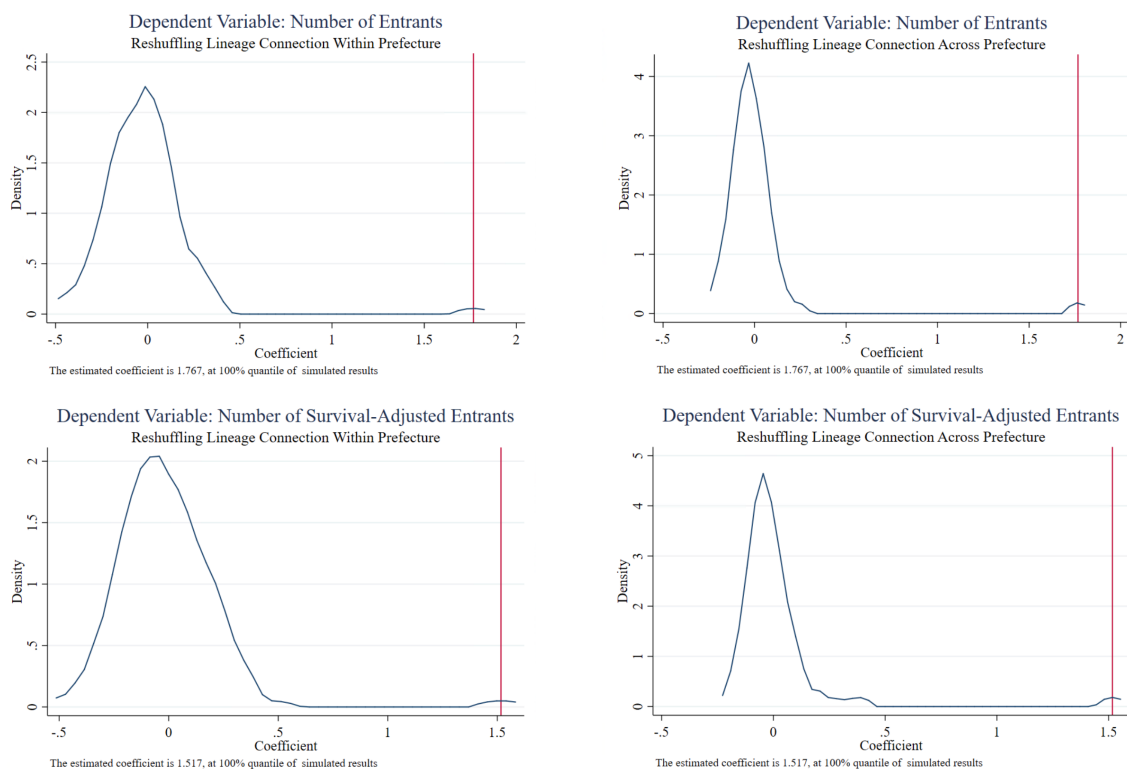 Dependent Variable: Number of Entrants
Reshuffling Lineage Connection Within Prefecture
2.5
2
1.5
1
.5
0
Density
-.5 0 .5 1 1.5 2
Coefficient
The estimated coefficient is 1.767, at 100% quantile of simulated results
Dependent Variable: Number of Entrants
Reshuffling Lineage Connection Across Prefecture
4
3
2
1
0
Density
-.5 0 .5 1 1.5 2
Coefficient
The estimated coefficient is 1.767, at 100% quantile of simulated results
Dependent Variable: Number of Survival-Adjusted Entrants
Reshuffling Lineage Connection Within Prefecture
2
1.5
1
.5
0
Density
-.5 0 .5 1 1.5
Coefficient
The estimated coefficient is 1.517, at 100% quantile of simulated results
Dependent Variable: Number of Survival-Adjusted Entrants
Reshuffling Lineage Connection Across Prefecture
5
4
3
2
1
0
Density
-.5 0 .5 1 1.5
Coefficient
The estimated coefficient is 1.517, at 100% quantile of simulated results